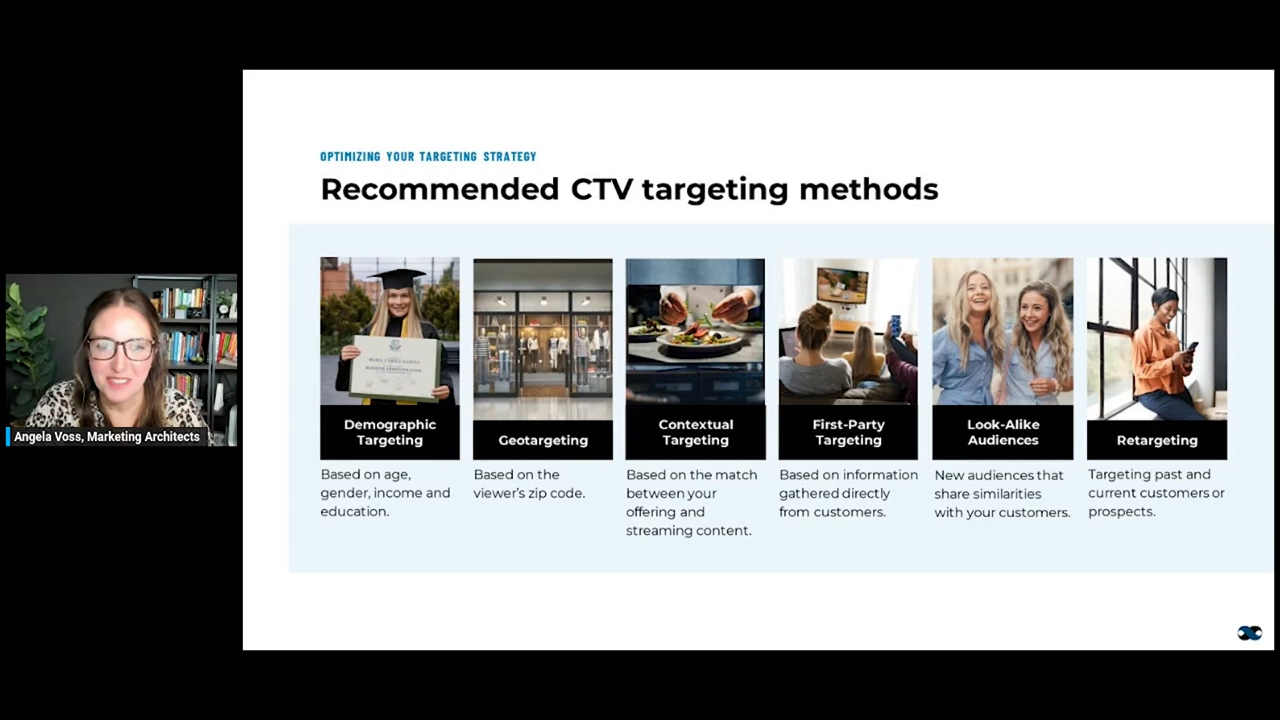 OPTIMIZING YOUR TARGETING STRATEGY
Recommended CTV targeting methods
Demographic
Targeting
Based on age,
gender, income and
education.
Geotargeting
Based on the
viewer's zip code.
Contextual
Targeting
Based on the match
between your
offering and
streaming content.
First-Party
Targeting
Based on information
gathered directly
from customers.
Look-Alike
Audiences
New audiences that
share similarities
with your customers.
Retargeting
Targeting past and
current customers or
prospects.
Angela Voss, Marketing Architects